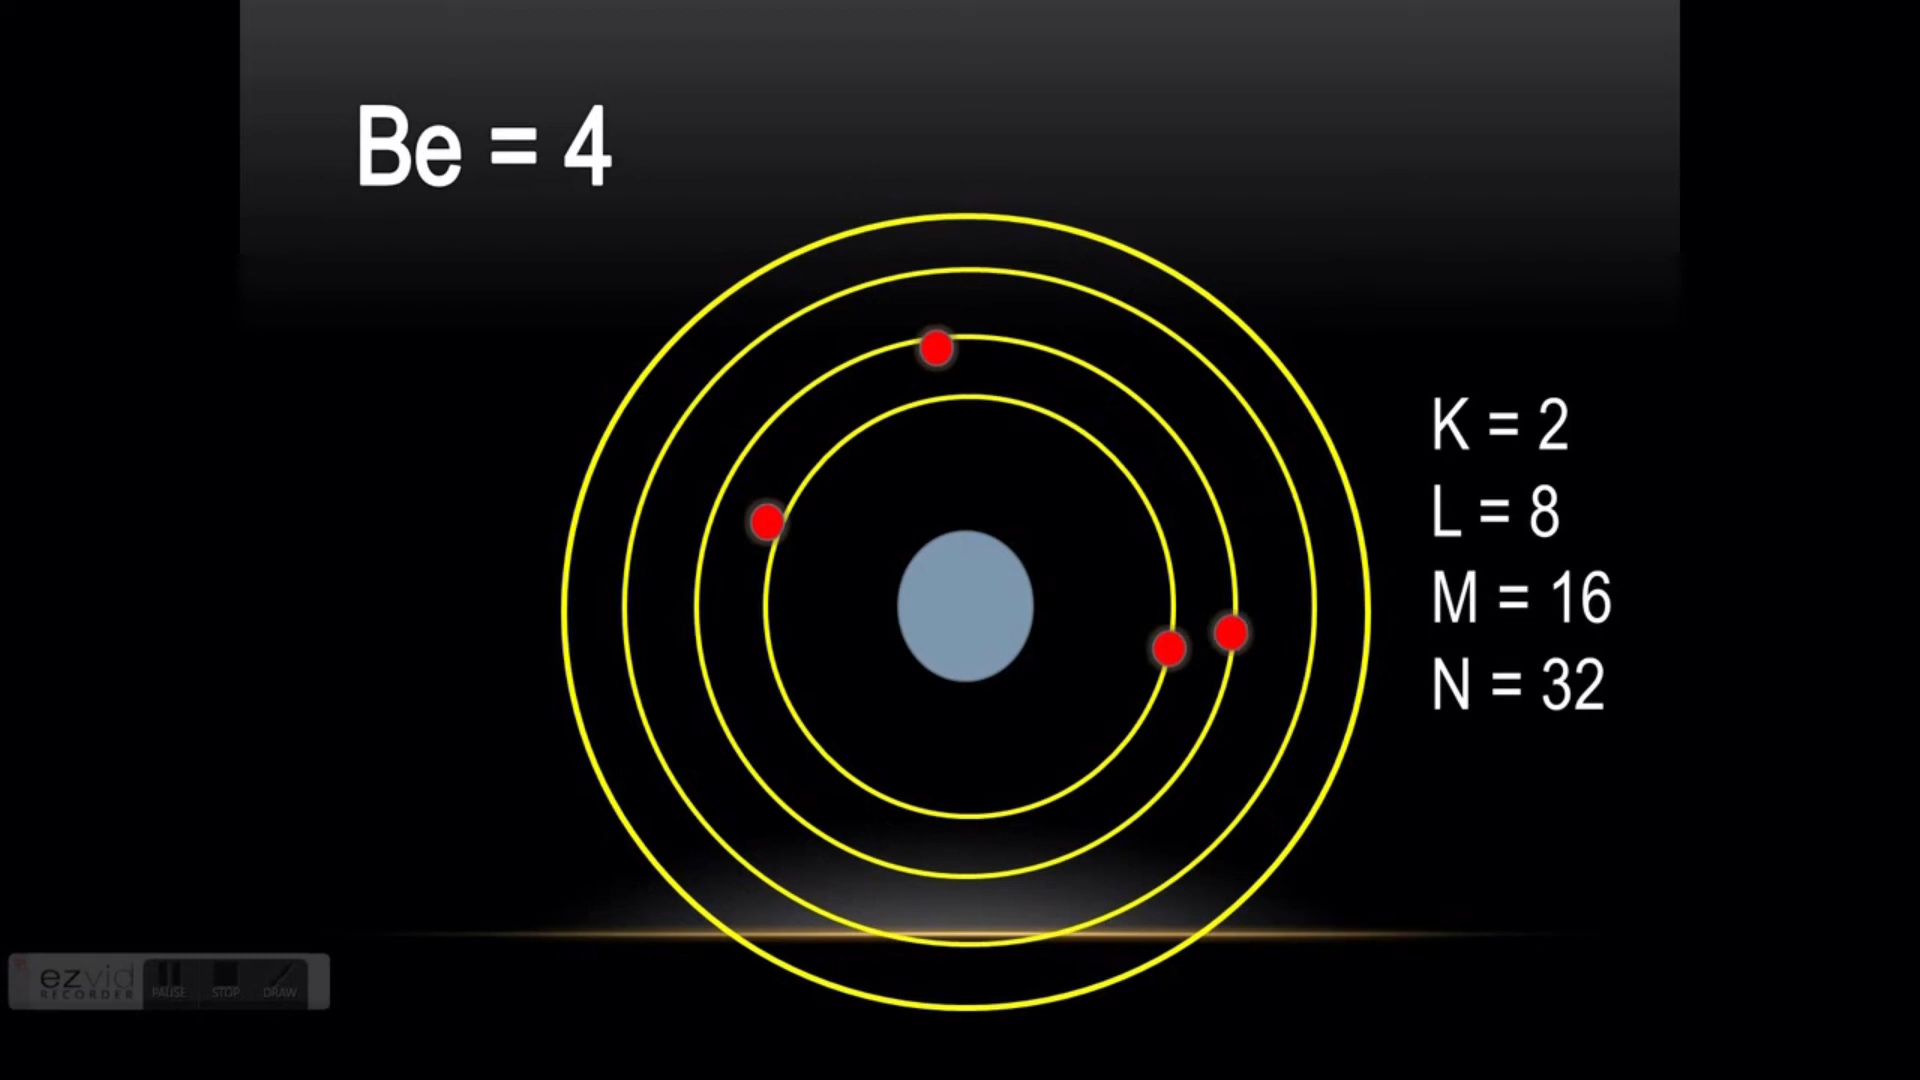 Be = 4
K = 2
L = 8
M = 16
N = 32
ezvid
RECORDER
PAUSE
STOP
DRAW